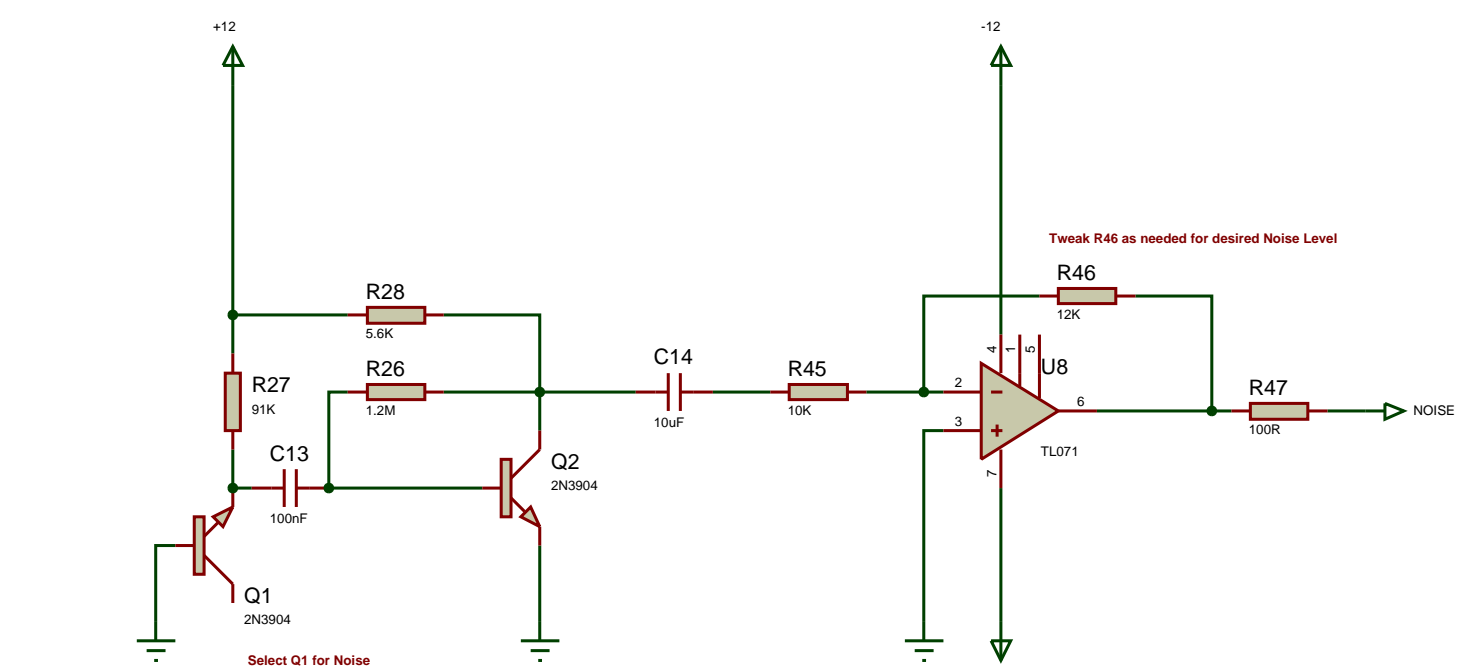 +12
-12
Tweak R46 as needed for desired Noise Level
R46
12K
R28
5.6K
R26
1.2M
R27
91K
C13
100nF
C14
10uF
R45
10K
4
1
5
U8
2
3
6
7
TL071
R47
100R
NOISE
Q2
2N3904
Q1
2N3904
Select Q1 for Noise